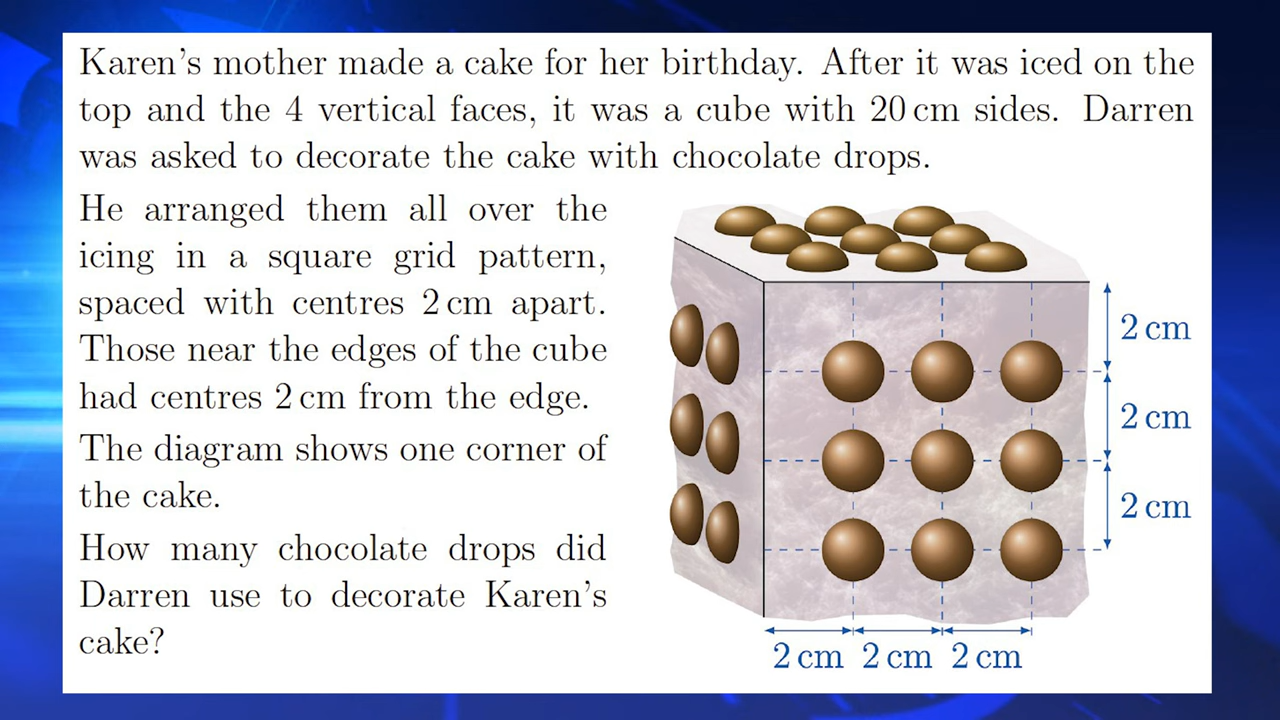 Karen's mother made a cake for her birthday. After it was iced on the
top and the 4 vertical faces, it was a cube with 20 cm sides. Darren
was asked to decorate the cake with chocolate drops.
He arranged them all over the
icing in a square grid pattern,
spaced with centres 2 cm apart.
Those near the edges of the cube
had centres 2 cm from the edge.
The diagram shows one corner of
the cake.
How many chocolate drops did
Darren use to decorate Karen's
cake?
2 cm
2 cm
2 cm
2 cm 2 cm 2 cm